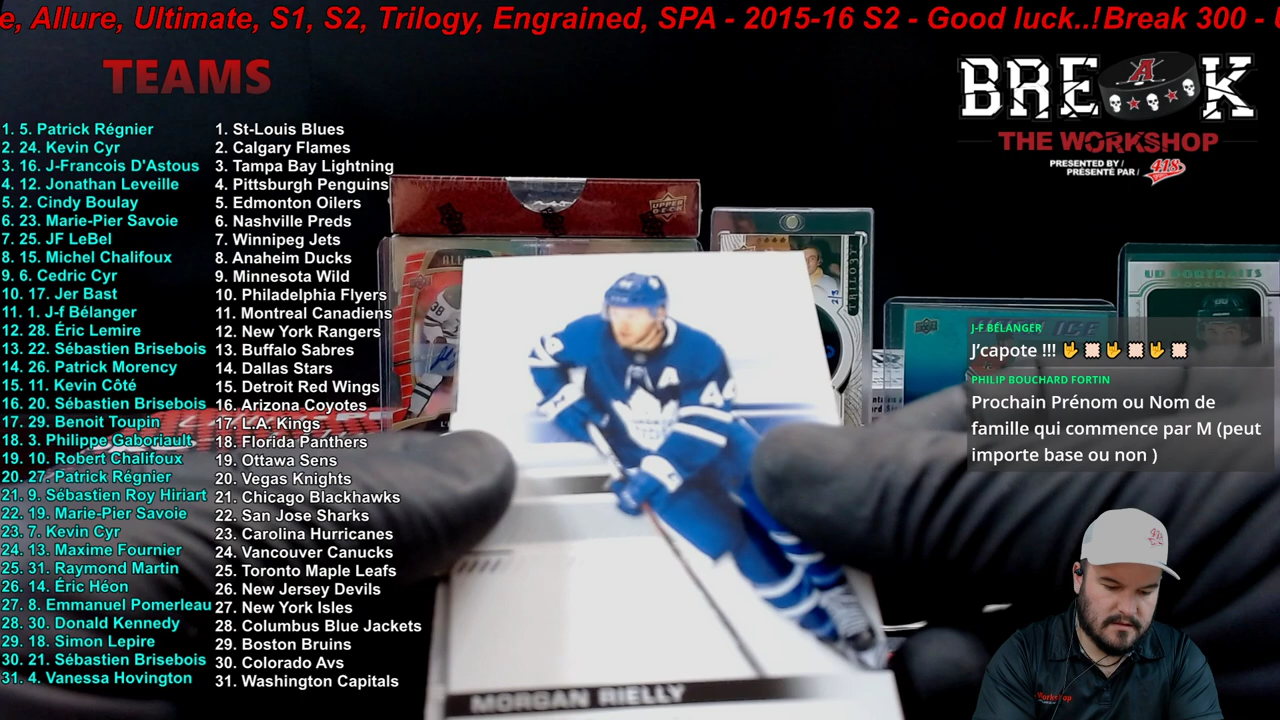 e, Allure, Ultimate, S1, S2, Trilogy, Engrained, SPA - 2015-16 S2 - Good luck..!Break 300 -
TEAMS
1. 5. Patrick Régnier
2. 24. Kevin Cyr
3. 16. J-Francois D'Astous
4. 12. Jonathan Leveille
5. 2. Cindy Boulay
6. 23. Marie-Pier Savoie
7. 25. JF LeBel
8. 15. Michel Chalifoux
9. 6. Cedric Cyr
10. 17. Jer Bast
11. 1. J-f Bélanger
12. 28. Éric Lemire
13. 22. Sébastien Brisebois
14. 26. Patrick Morency
15. 11. Kevin Côté
16. 20. Sébastien Brisebois
17. 29. Benoit Toupin
18. 3. Philippe Gaboriault
19. 10. Robert Chalifoux
20. 27. Patrick Régnier
21. 9. Sébastien Roy Hiriart
22. 19. Marie-Pier Savoie
23. 7. Kevin Cyr
24. 13. Maxime Fournier
25. 31. Raymond Martin
26. 14. Éric Héon
27. 8. Emmanuel Pomerleau
28. 30. Donald Kennedy
29. 18. Simon Lepire
30. 21. Sébastien Brisebois
31. 4. Vanessa Hovington
1. St-Louis Blues
2. Calgary Flames
3. Tampa Bay Lightning
4. Pittsburgh Penguins
5. Edmonton Oilers
6. Nashville Preds
7. Winnipeg Jets
8. Anaheim Ducks
9. Minnesota Wild
10. Philadelphia Flyers
11. Montreal Canadiens
12. New York Rangers
13. Buffalo Sabres
14. Dallas Stars
15. Detroit Red Wings
16. Arizona Coyotes
17. L.A. Kings
18. Florida Panthers
19. Ottawa Sens
20. Vegas Knights
21. Chicago Blackhawks
22. San Jose Sharks
23. Carolina Hurricanes
24. Vancouver Canucks
25. Toronto Maple Leafs
26. New Jersey Devils
27. New York Isles
28. Columbus Blue Jackets
29. Boston Bruins
30. Colorado Avs
31. Washington Capitals
BREAK
THE WORKSHOP
PRESENTED BY /
PRÉSENTÉ PAR /
418
UPPER DECK
TRILOGY
UD PORTRAITS
ICE
44
A
MORGAN RIELLY
J-F BÉLANGER
J'capote !!! 🤟🏼🤟🏼🤟🏼
PHILIP BOUCHARD FORTIN
Prochain Prénom ou Nom de
famille qui commence par M (peut
importe base ou non )